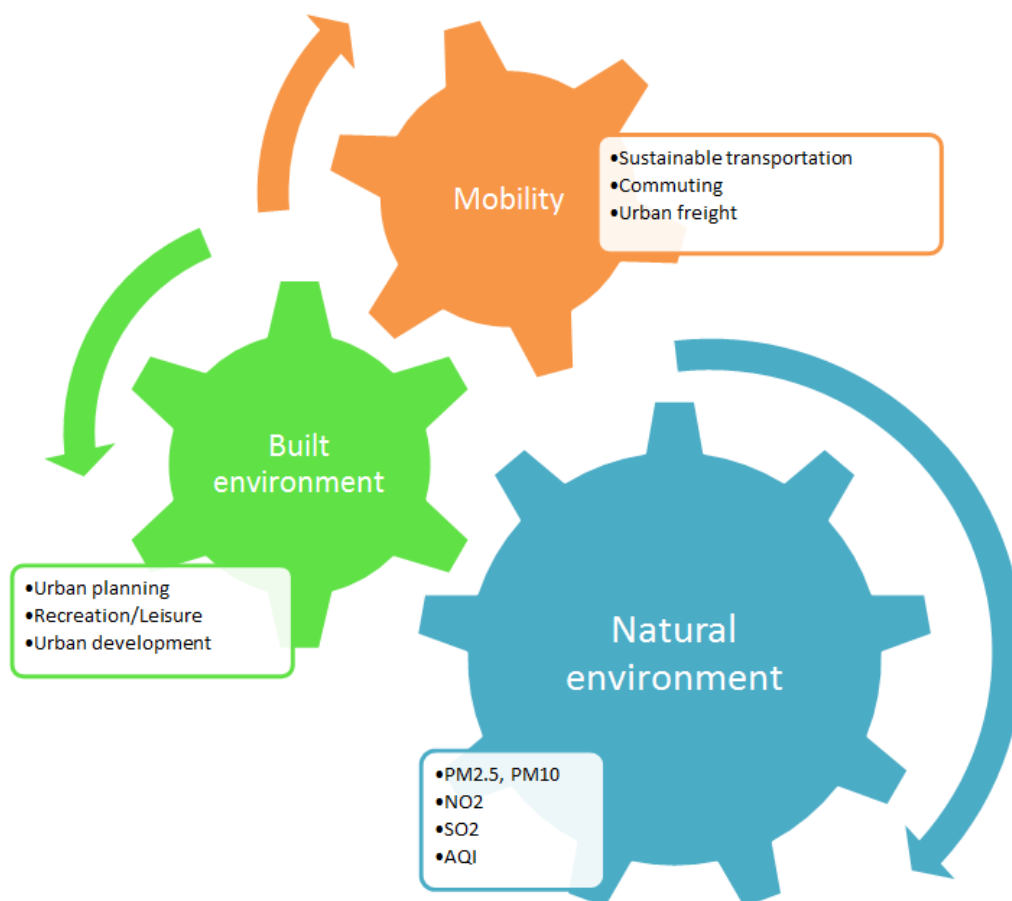 Mobility
•Sustainable transportation
•Commuting
•Urban freight
Built
environment
•Urban planning
•Recreation/Leisure
•Urban development
Natural
environment
•PM2.5, PM10
•NO2
•SO2
•AQI